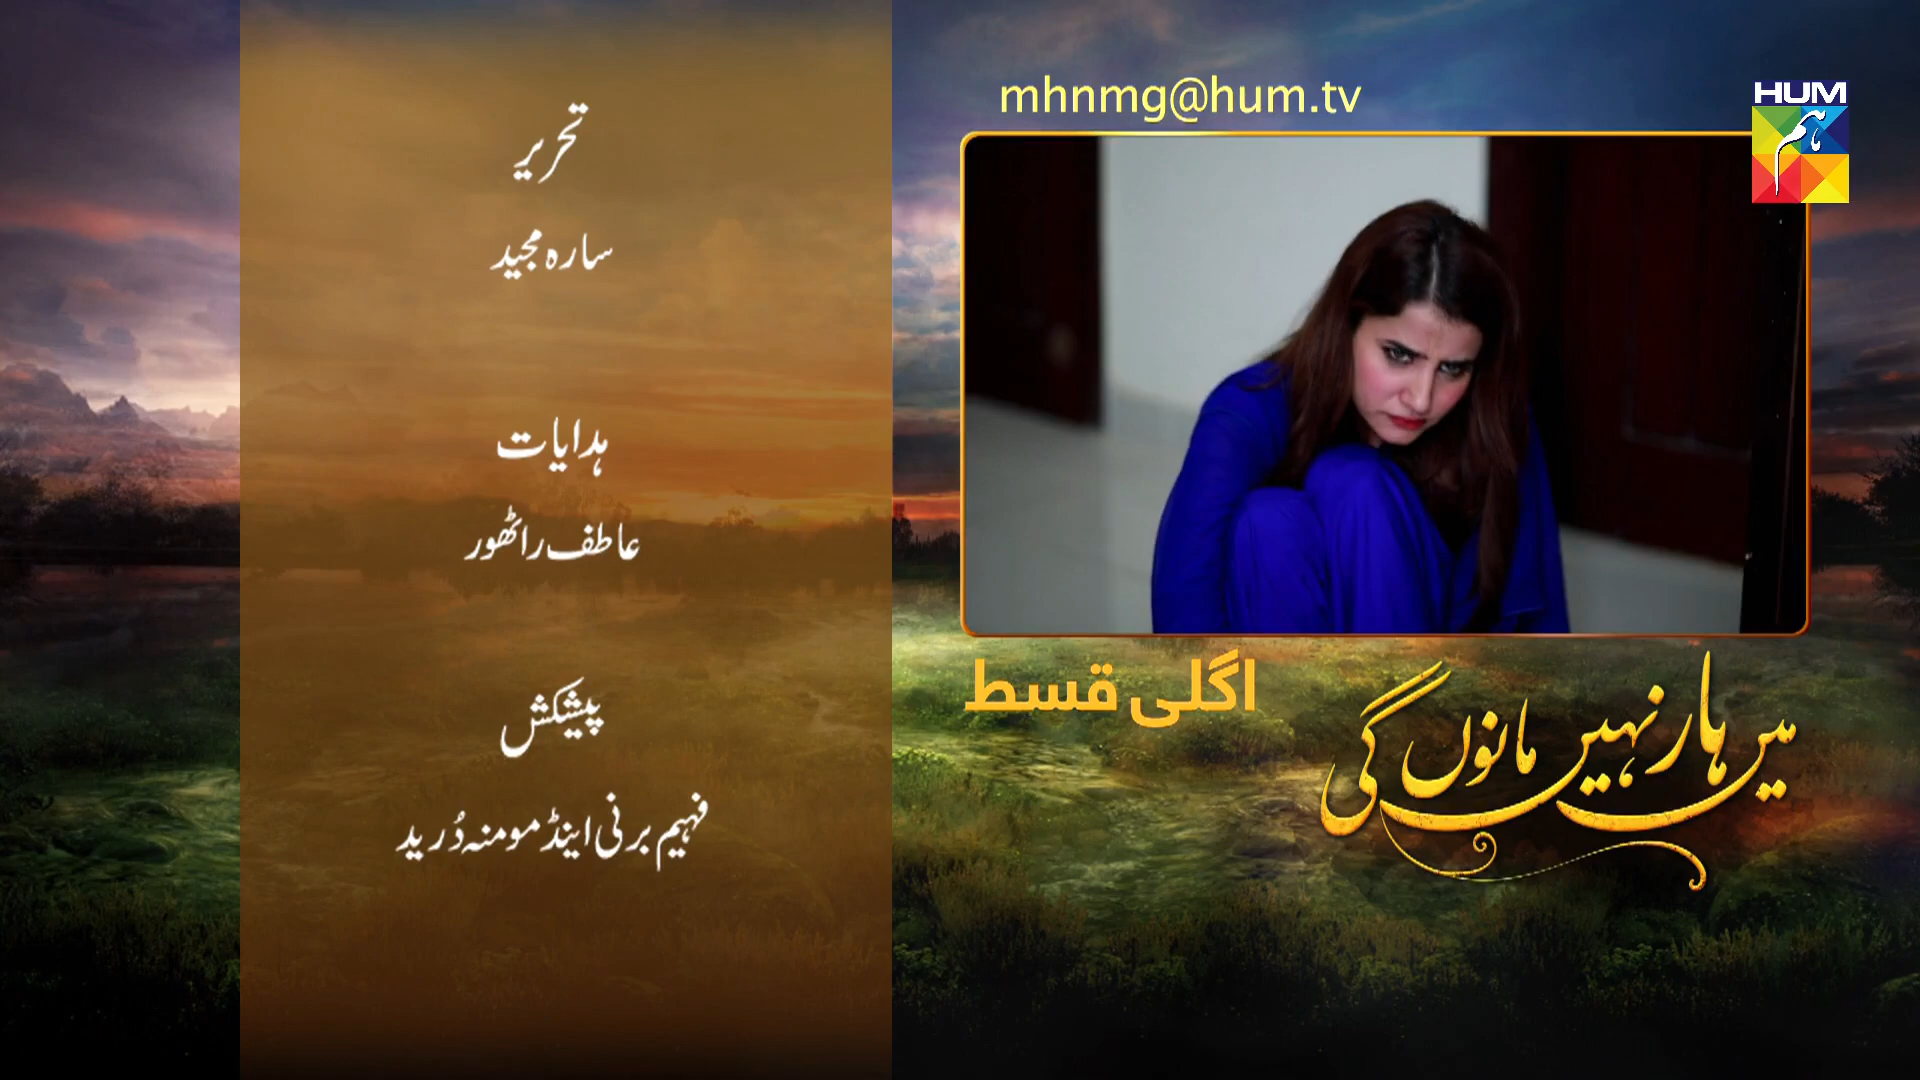 تحریر
سارہ مجید
ہدایات
عاطف راٹھور
پیشکش
فہیم برنی اینڈ مومنہ دُرید
mhnmg@hum.tv
HUM
ہم
اگلی قسط
میں ہار نہیں مانوں گی